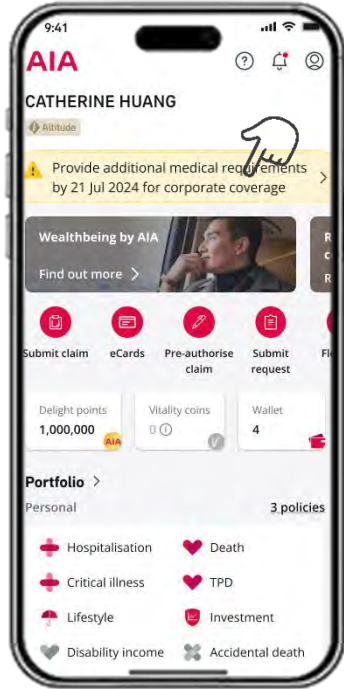 9:41
AIA
CATHERINE HUANG
Altitude
Provide additional medical requirements
by 21 Jul 2024 for corporate coverage
Wealthbeing by AIA
Find out more
Submit claim
eCards
Pre-authorise
claim
Submit
request
Delight points
1,000,000
AIA
Vitality coins
0
Wallet
4
Portfolio
Personal
3 policies
Hospitalisation
Death
Critical illness
TPD
Lifestyle
Investment
Disability income
Accidental death